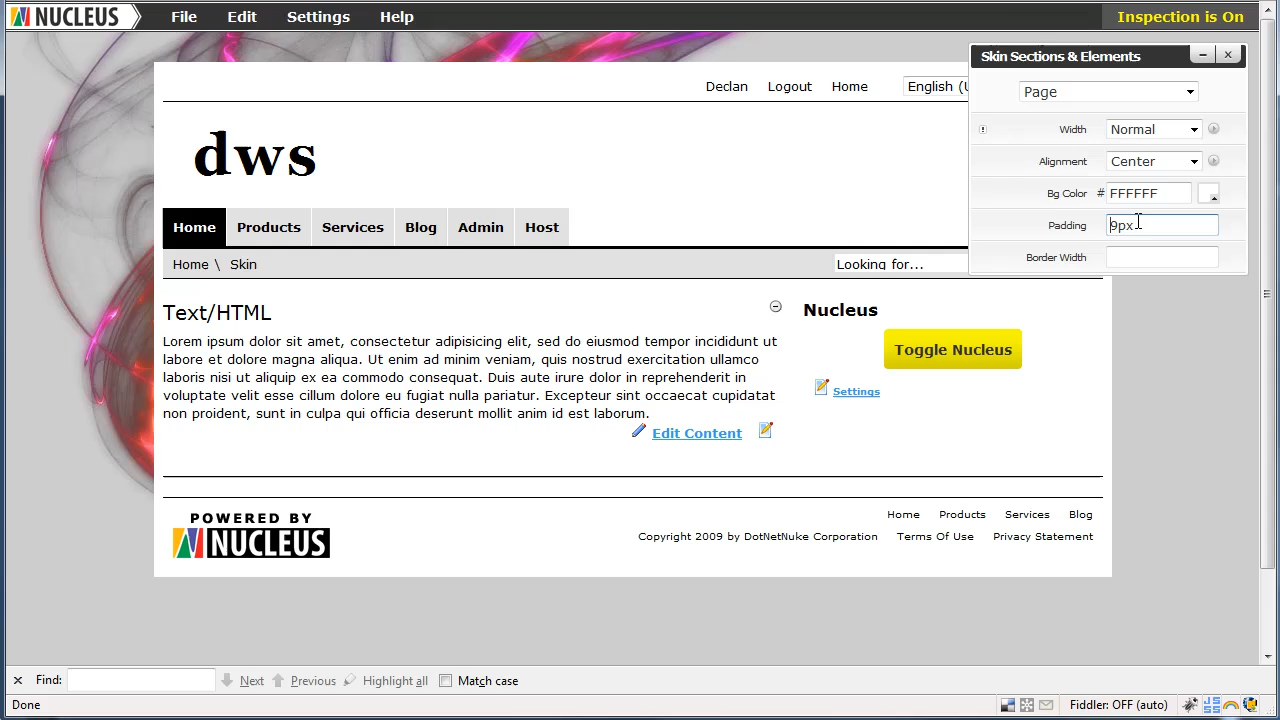 NUCLEUS File Edit Settings Help Inspection is On
Skin Sections & Elements
Page
Width Normal
Alignment Center
Bg Color # FFFFFF
Padding 9px
Border Width
Declan Logout Home English (U
dws
Home Products Services Blog Admin Host
Home \ Skin Looking for...
Text/HTML
Lorem ipsum dolor sit amet, consectetur adipisicing elit, sed do eiusmod tempor incididunt ut
labore et dolore magna aliqua. Ut enim ad minim veniam, quis nostrud exercitation ullamco
laboris nisi ut aliquip ex ea commodo consequat. Duis aute irure dolor in reprehenderit in
voluptate velit esse cillum dolore eu fugiat nulla pariatur. Excepteur sint occaecat cupidatat
non proident, sunt in culpa qui officia deserunt mollit anim id est laborum.
Edit Content
Nucleus
Toggle Nucleus
Settings
POWERED BY
NUCLEUS
Home Products Services Blog
Copyright 2009 by DotNetNuke Corporation Terms Of Use Privacy Statement
Find: Next Previous Highlight all Match case
Done Fiddler: OFF (auto)